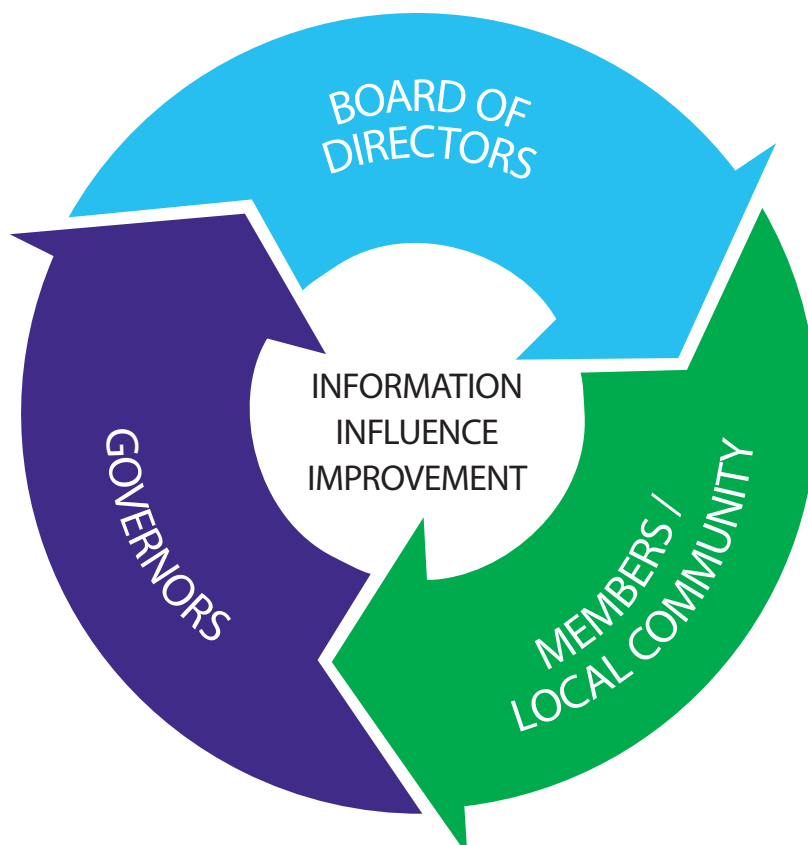 BOARD OF
DIRECTORS
INFORMATION
INFLUENCE
IMPROVEMENT
GOVERNORS
MEMBERS /
LOCAL COMMUNITY